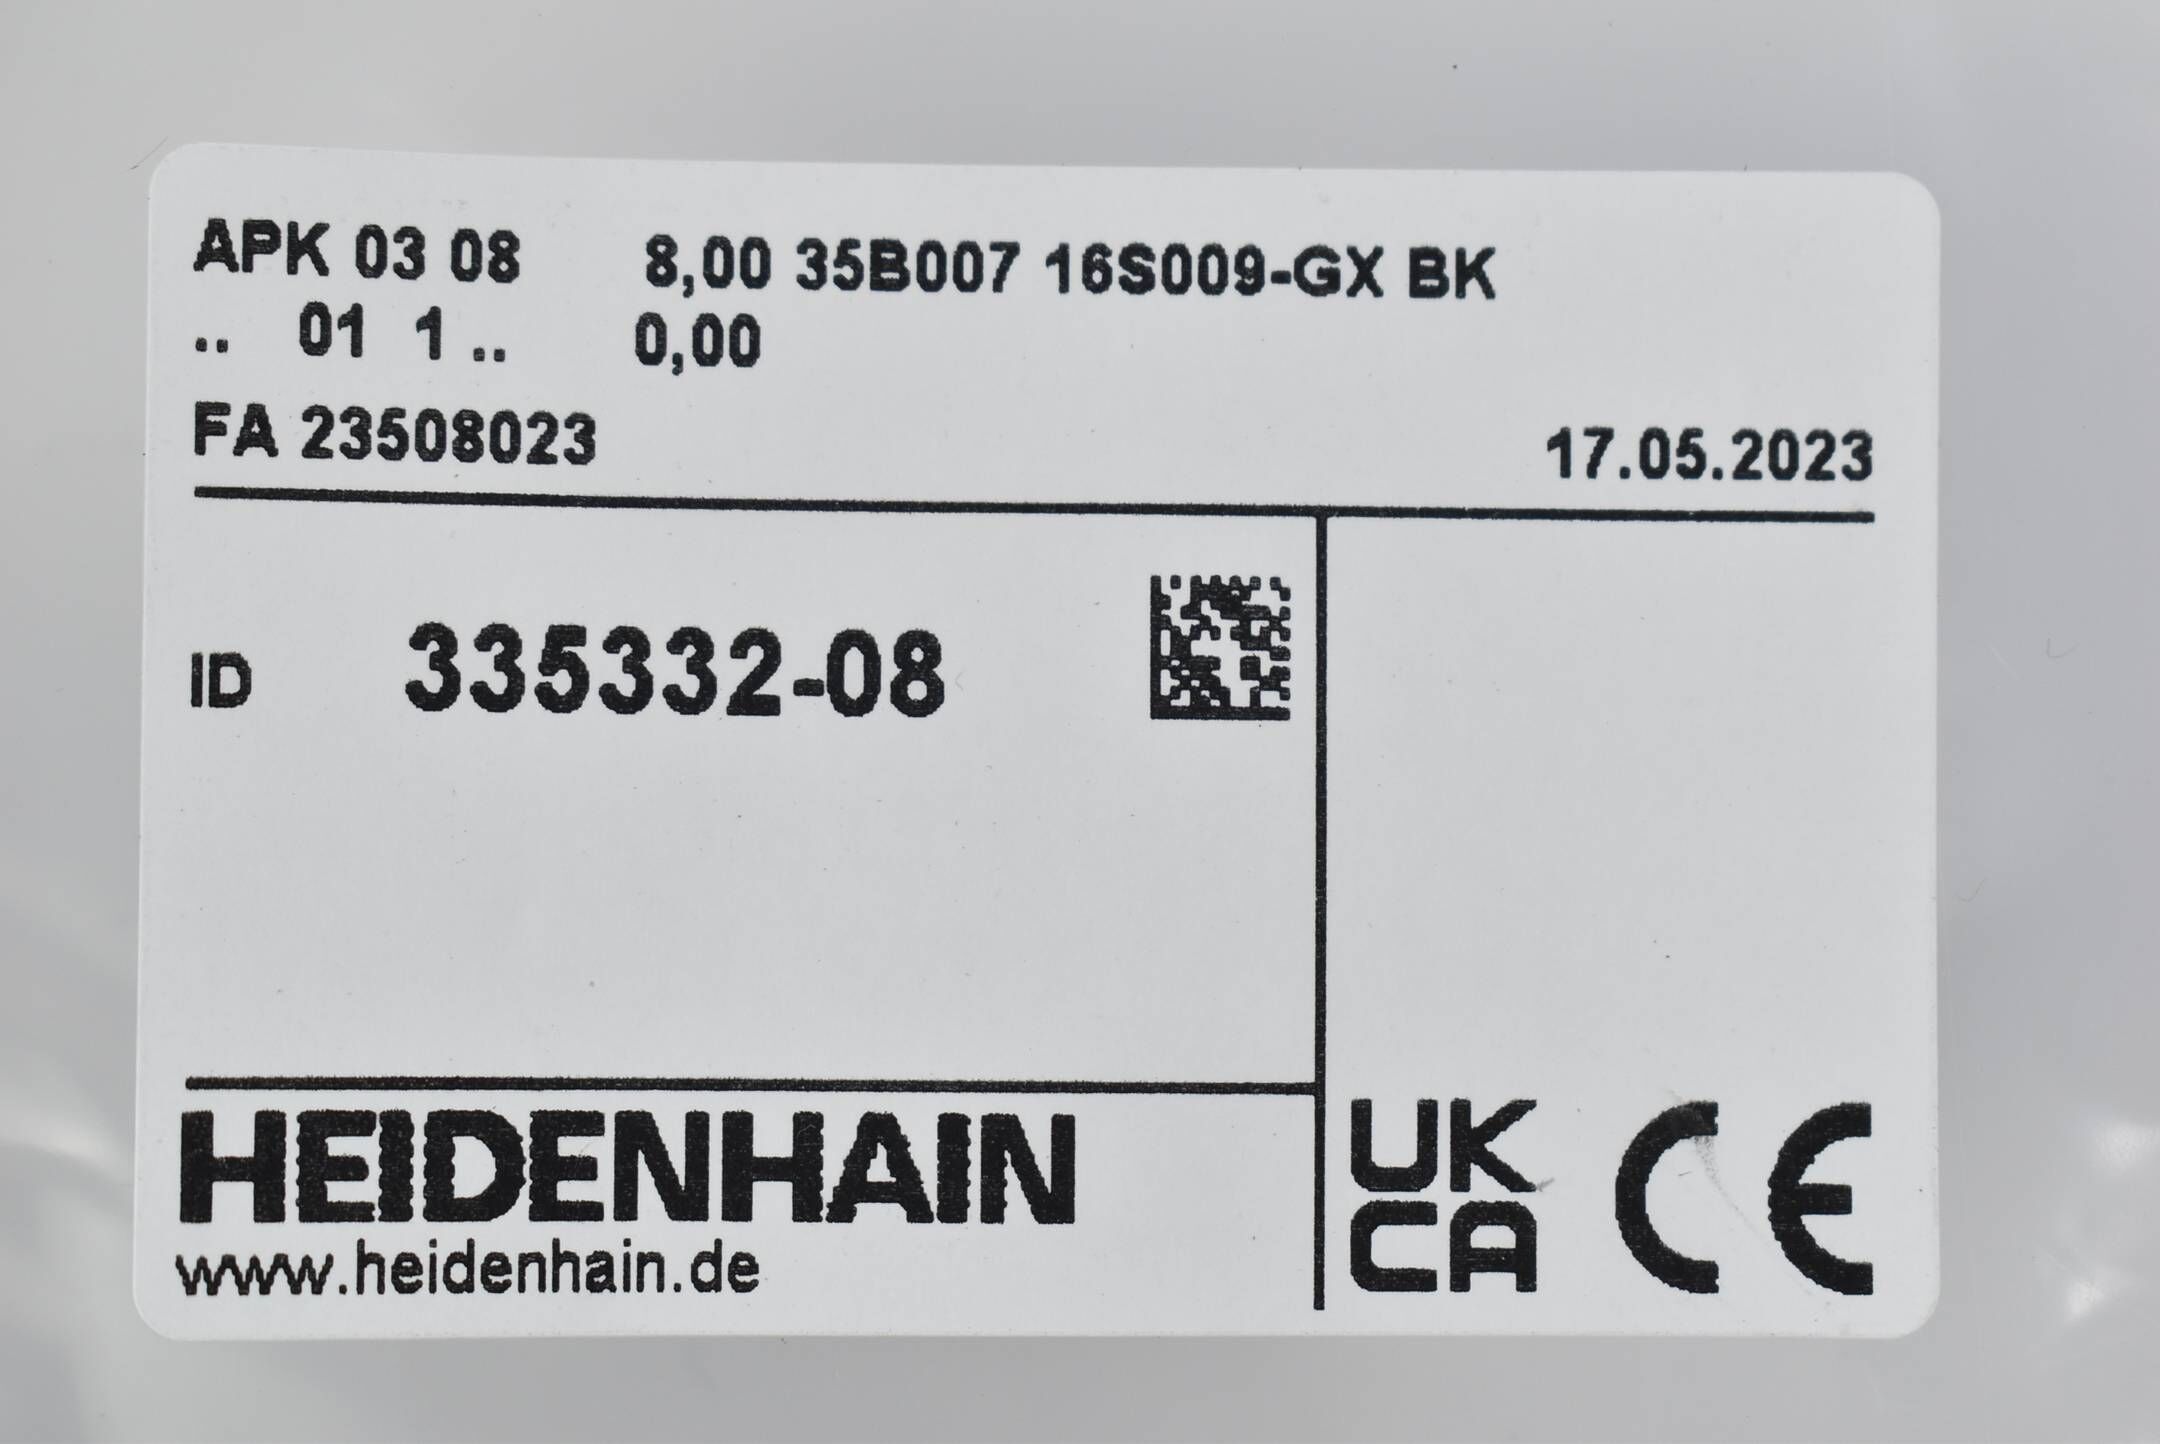 APK 03 08 8,00 35B007 16S009-GX BK
.. 01 1 .. 0,00
FA 23508023 17.05.2023
ID 335332-08
HEIDENHAIN
www.heidenhain.de
UK
CA CE